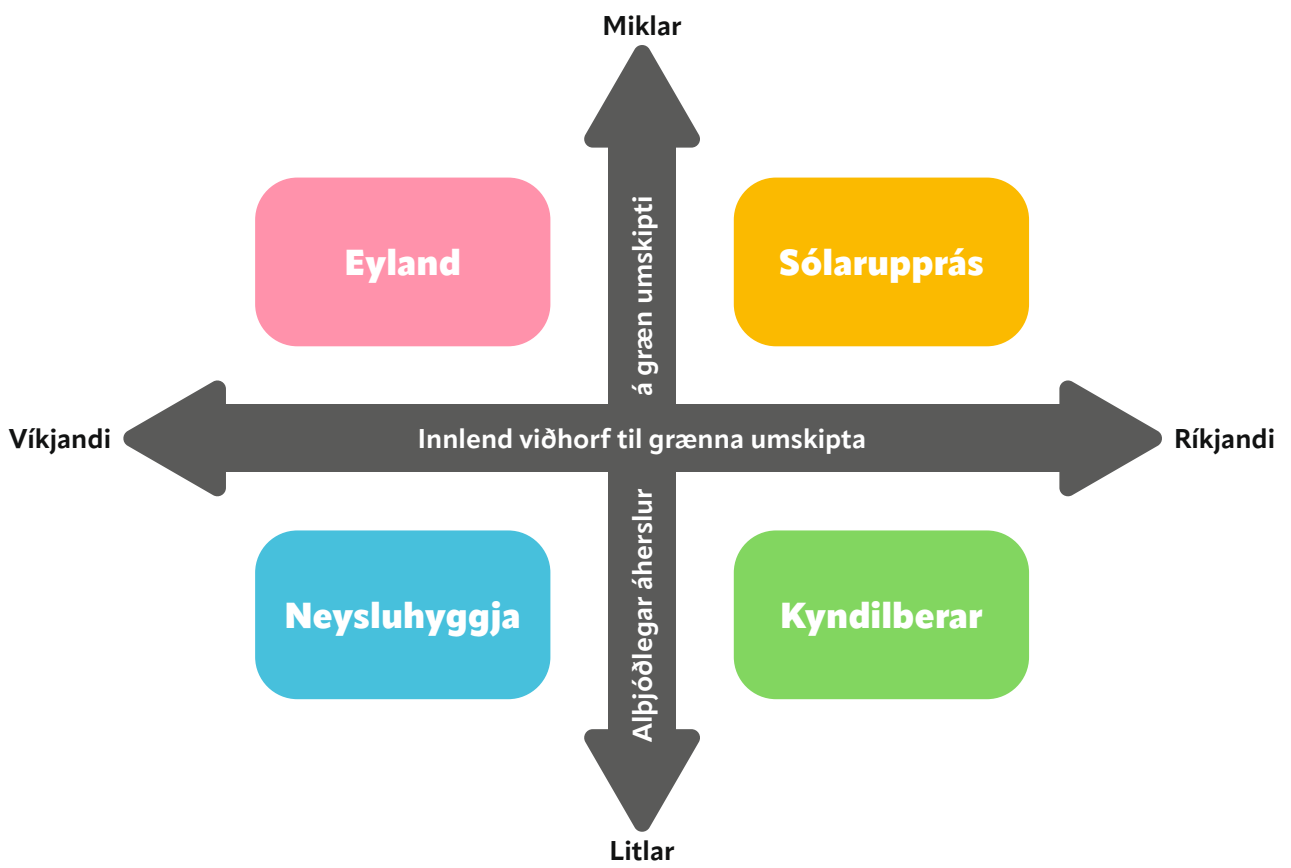 Miklar
Eyland
Sólarupprás
Alþjóðlegar áherslur á græn umskipti
Víkjandi
Innlend viðhorf til grænna umskipta
Ríkjandi
Neysluhyggja
Kyndilberar
Litlar